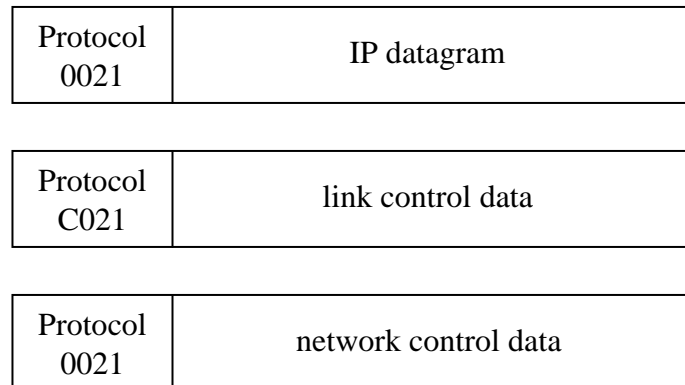 Protocol
0021
IP datagram
Protocol
C021
link control data
Protocol
0021
network control data